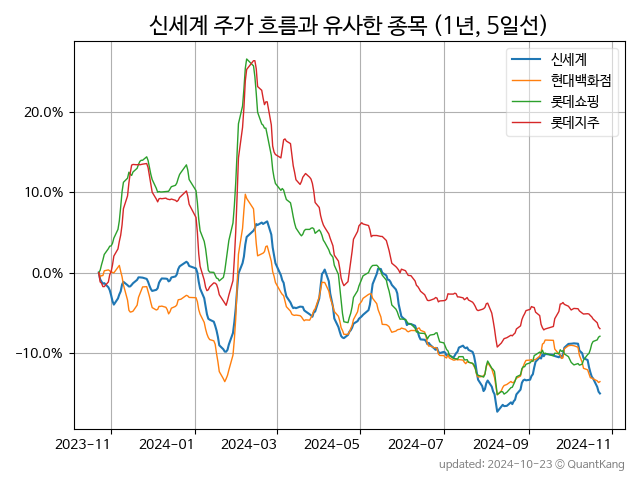 신세계 주가 흐름과 유사한 종목 (1년, 5일선)
신세계
현대백화점
롯데쇼핑
롯데지주
20.0%
10.0%
0.0%
−10.0%
2023-11
2024-01
2024-03
2024-05
2024-07
2024-09
2024-11
updated: 2024-10-23 © QuantKang